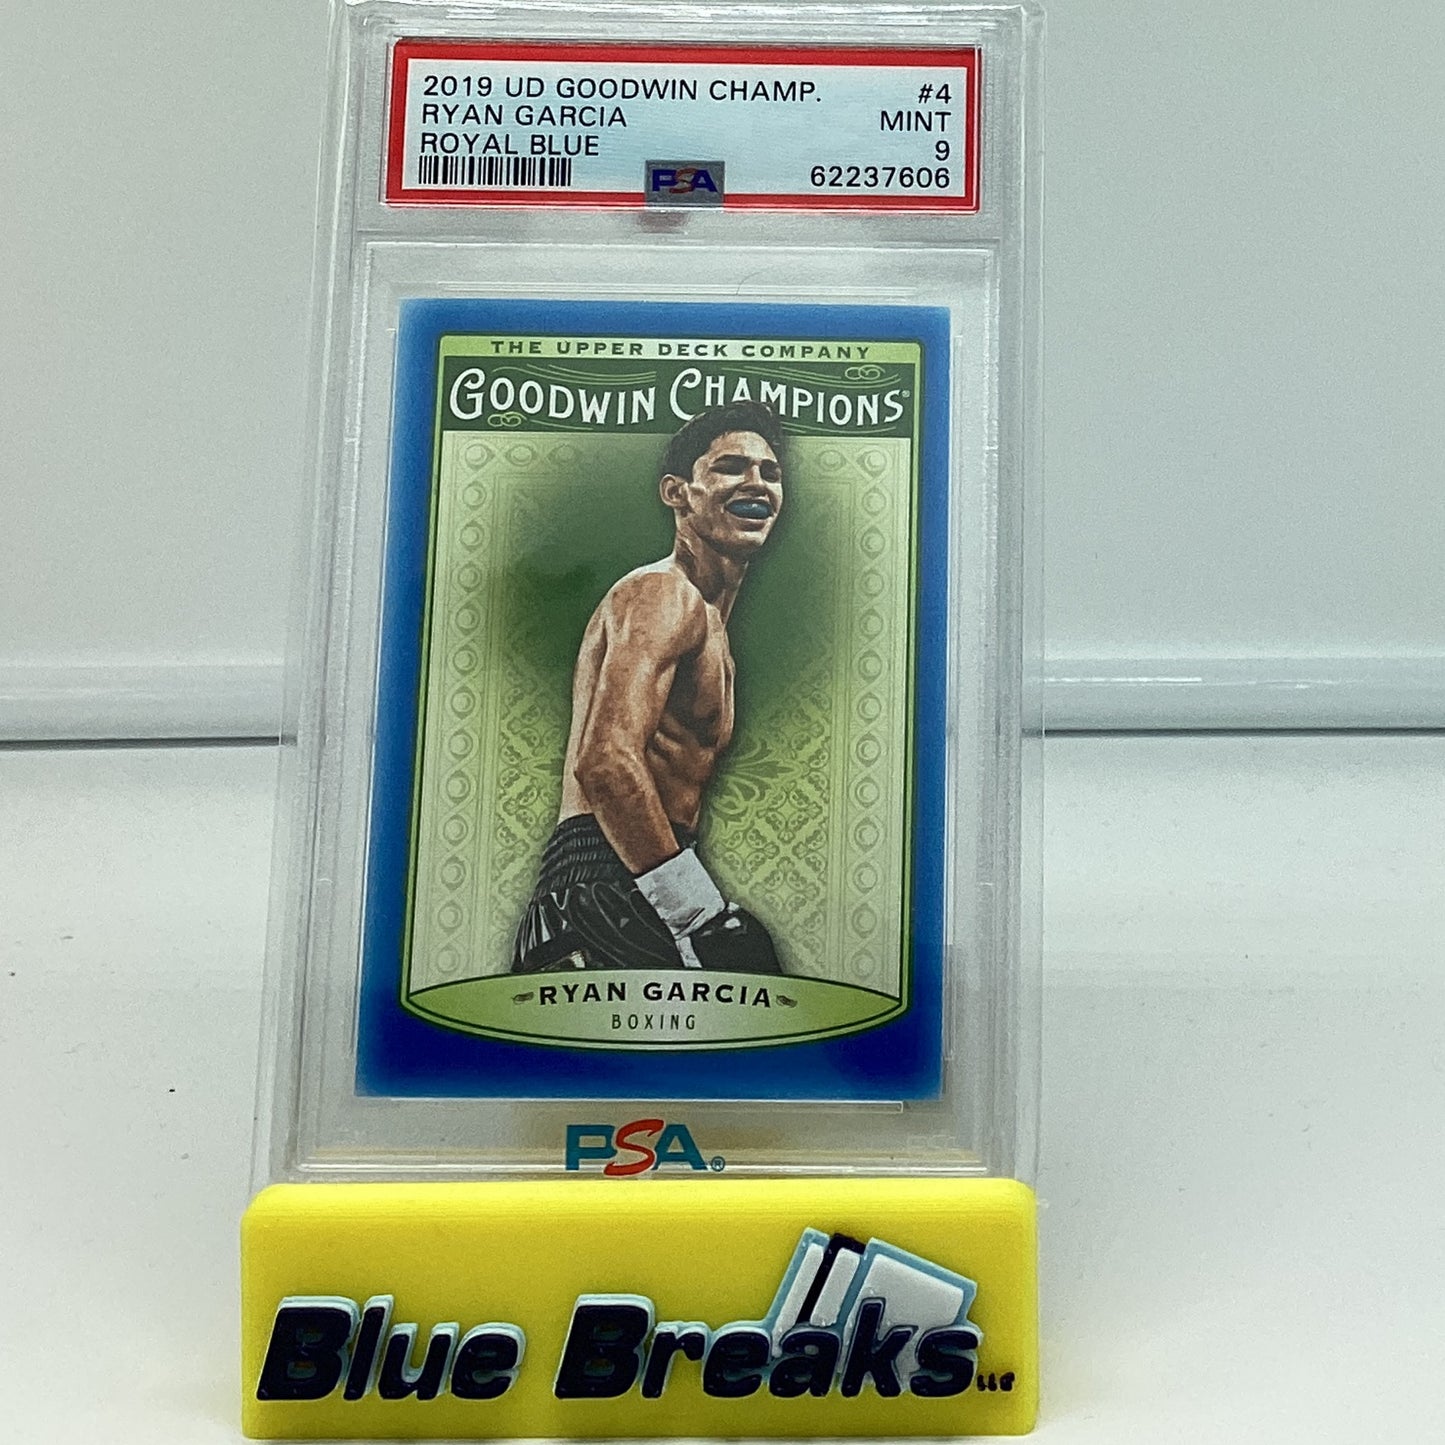 2019 UD GOODWIN CHAMP. #4
RYAN GARCIA MINT
ROYAL BLUE 9
PSA 62237606
THE UPPER DECK COMPANY
GOODWIN CHAMPIONS®
RYAN GARCIA
BOXING
PSA®
Blue Breaks LLC